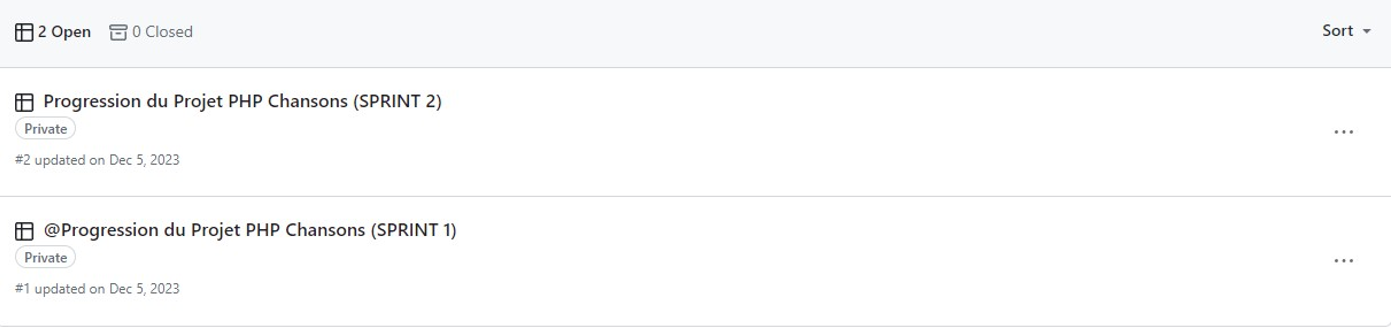 2 Open 0 Closed Sort
Progression du Projet PHP Chansons (SPRINT 2)
Private
#2 updated on Dec 5, 2023
@Progression du Projet PHP Chansons (SPRINT 1)
Private
#1 updated on Dec 5, 2023